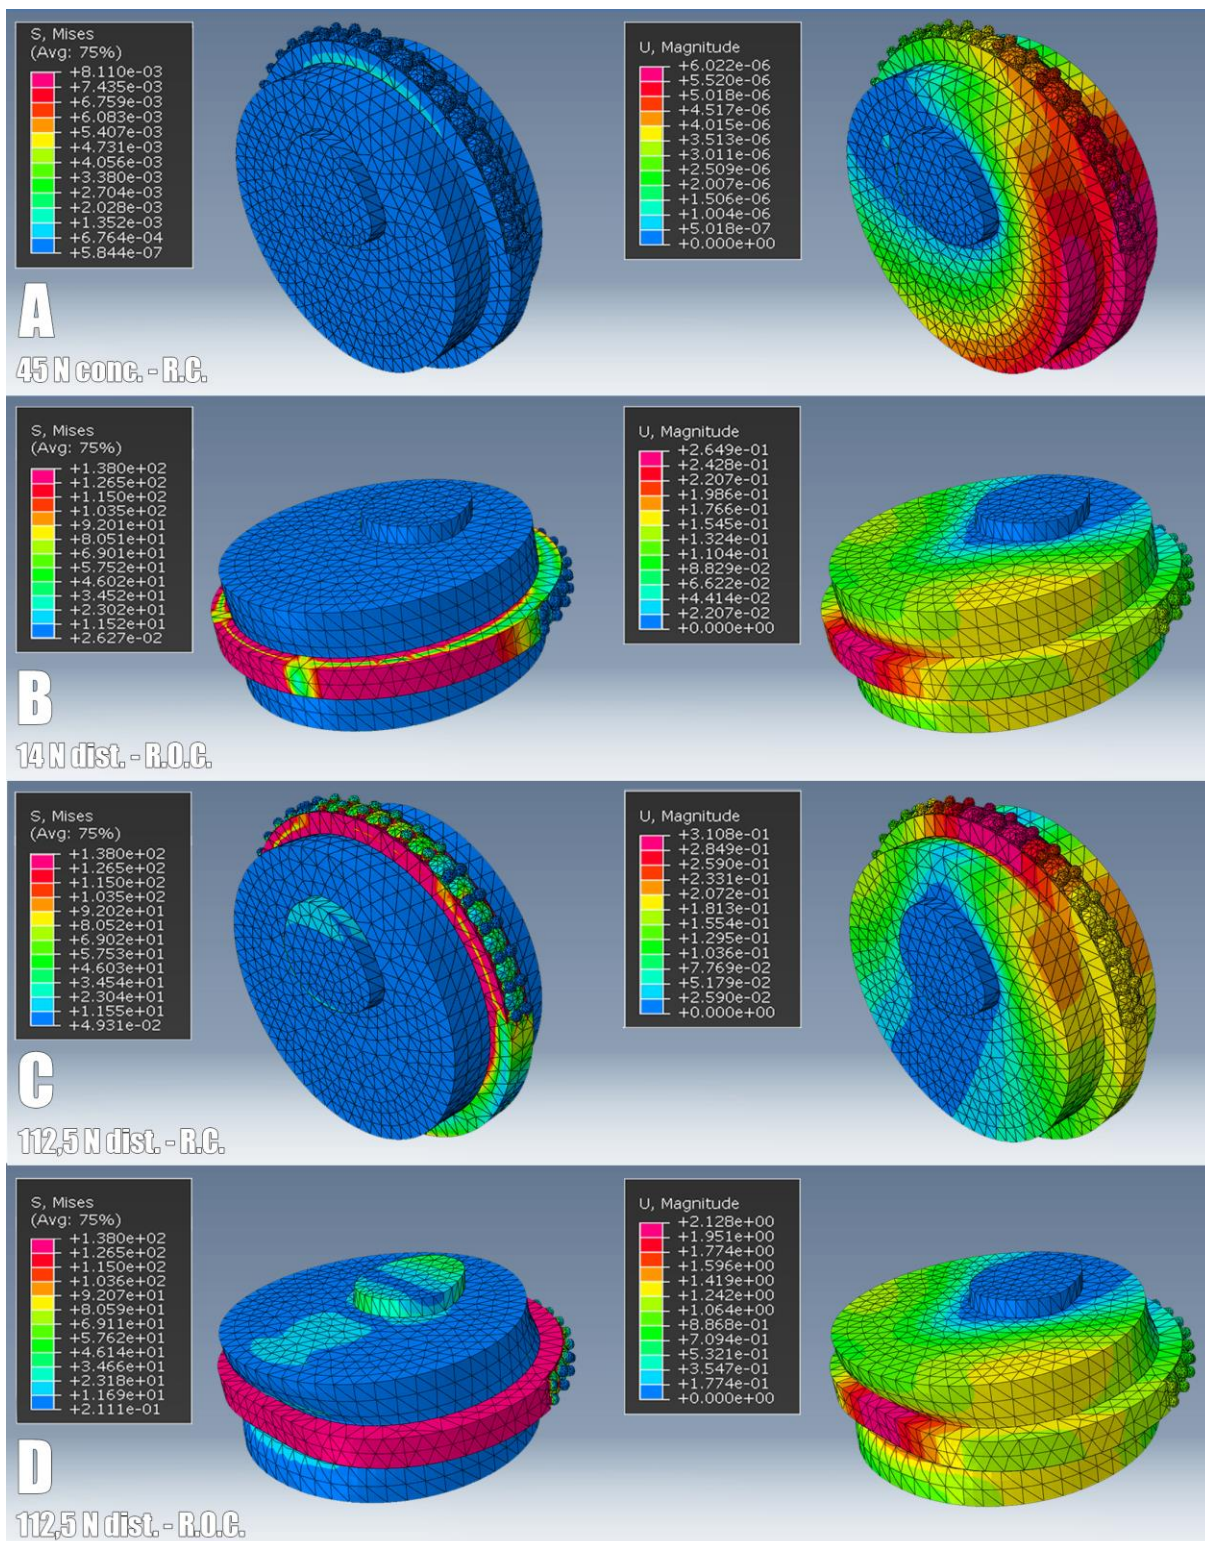 S, Mises
(Avg: 75%)
+8.110e-03
+7.435e-03
+6.759e-03
+6.083e-03
+5.407e-03
+4.731e-03
+4.056e-03
+3.380e-03
+2.704e-03
+2.028e-03
+1.352e-03
+6.764e-04
+5.844e-07
U, Magnitude
+6.022e-06
+5.520e-06
+5.018e-06
+4.517e-06
+4.015e-06
+3.513e-06
+3.011e-06
+2.509e-06
+2.007e-06
+1.506e-06
+1.004e-06
+5.018e-07
+0.000e+00
A
45 N conc. - R.C.
S, Mises
(Avg: 75%)
+1.380e+02
+1.265e+02
+1.150e+02
+1.035e+02
+9.201e+01
+8.051e+01
+6.901e+01
+5.752e+01
+4.602e+01
+3.452e+01
+2.302e+01
+1.152e+01
+2.627e-02
U, Magnitude
+2.649e-01
+2.428e-01
+2.207e-01
+1.986e-01
+1.766e-01
+1.545e-01
+1.324e-01
+1.104e-01
+8.829e-02
+6.622e-02
+4.414e-02
+2.207e-02
+0.000e+00
B
14 N dist. - R.O.C.
S, Mises
(Avg: 75%)
+1.380e+02
+1.265e+02
+1.150e+02
+1.035e+02
+9.202e+01
+8.052e+01
+6.902e+01
+5.753e+01
+4.603e+01
+3.454e+01
+2.304e+01
+1.155e+01
+4.931e-02
U, Magnitude
+3.108e-01
+2.849e-01
+2.590e-01
+2.331e-01
+2.072e-01
+1.813e-01
+1.554e-01
+1.295e-01
+1.036e-01
+7.769e-02
+5.179e-02
+2.590e-02
+0.000e+00
C
112,5 N dist. - R.C.
S, Mises
(Avg: 75%)
+1.380e+02
+1.265e+02
+1.150e+02
+1.036e+02
+9.207e+01
+8.059e+01
+6.911e+01
+5.762e+01
+4.614e+01
+3.466e+01
+2.318e+01
+1.169e+01
+2.111e-01
U, Magnitude
+2.128e+00
+1.951e+00
+1.774e+00
+1.596e+00
+1.419e+00
+1.242e+00
+1.064e+00
+8.868e-01
+7.094e-01
+5.321e-01
+3.547e-01
+1.774e-01
+0.000e+00
D
112,5 N dist. - R.O.C.